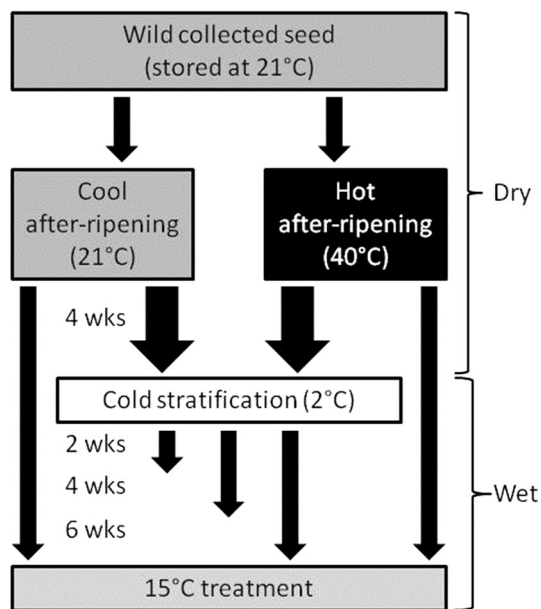 Wild collected seed
(stored at 21°C)
Cool
after-ripening
(21°C)
Hot
after-ripening
(40°C)
Dry
4 wks
Cold stratification (2°C)
2 wks
4 wks
6 wks
Wet
15°C treatment